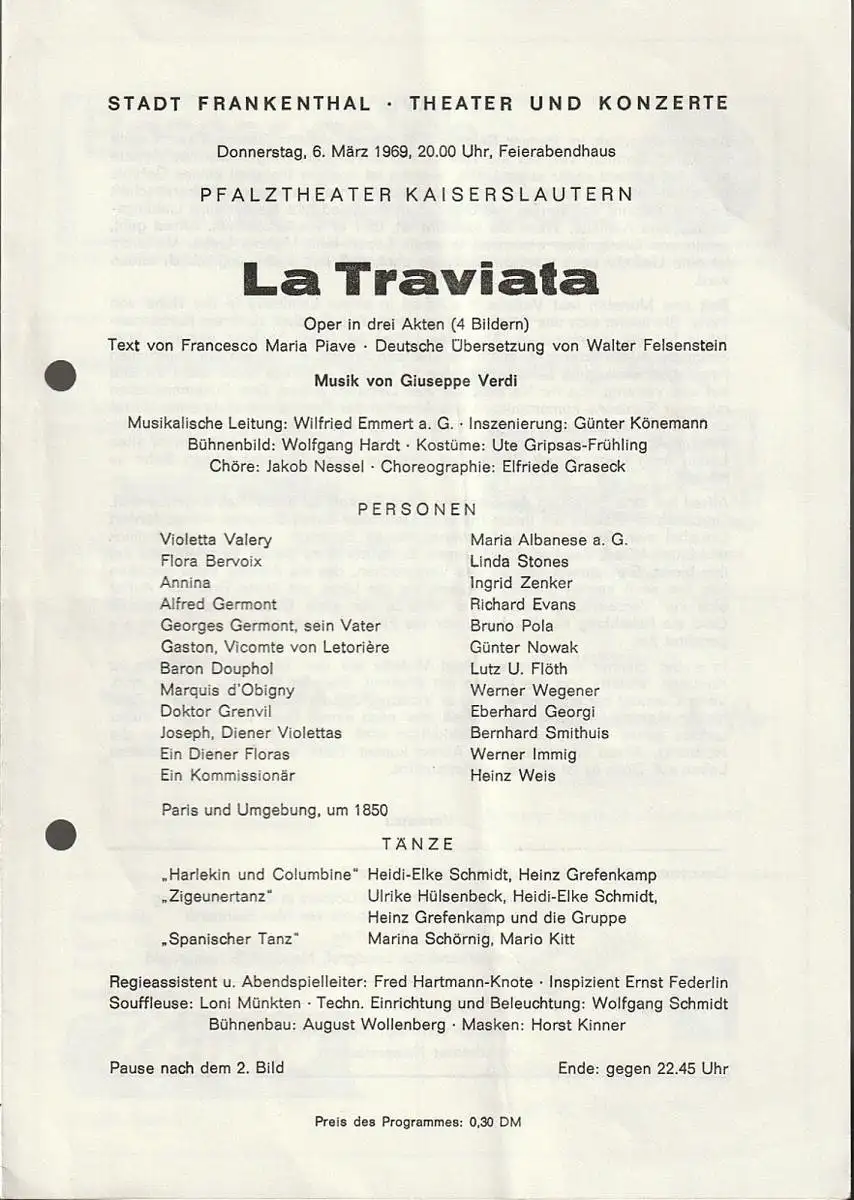 STADT FRANKENTHAL · THEATER UND KONZERTE
Donnerstag, 6. März 1969, 20.00 Uhr, Feierabendhaus
PFALZTHEATER KAISERSLAUTERN
La Traviata
Oper in drei Akten (4 Bildern)
Text von Francesco Maria Piave · Deutsche Übersetzung von Walter Felsenstein
Musik von Giuseppe Verdi
Musikalische Leitung: Wilfried Emmert a. G. · Inszenierung: Günter Könemann
Bühnenbild: Wolfgang Hardt · Kostüme: Ute Gripsas-Frühling
Chöre: Jakob Nessel · Choreographie: Elfriede Graseck
PERSONEN
Violetta Valery Maria Albanese a. G.
Flora Bervoix Linda Stones
Annina Ingrid Zenker
Alfred Germont Richard Evans
Georges Germont, sein Vater Bruno Pola
Gaston, Vicomte von Letorière Günter Nowak
Baron Douphol Lutz U. Flöth
Marquis d'Obigny Werner Wegener
Doktor Grenvil Eberhard Georgi
Joseph, Diener Violettas Bernhard Smithuis
Ein Diener Floras Werner Immig
Ein Kommissionär Heinz Weis
Paris und Umgebung, um 1850
TÄNZE
„Harlekin und Columbine" Heidi-Elke Schmidt, Heinz Grefenkamp
„Zigeunertanz" Ulrike Hülsenbeck, Heidi-Elke Schmidt,
Heinz Grefenkamp und die Gruppe
„Spanischer Tanz" Marina Schörnig, Mario Kitt
Regieassistent u. Abendspielleiter: Fred Hartmann-Knote · Inspizient Ernst Federlin
Souffleuse: Loni Münkten · Techn. Einrichtung und Beleuchtung: Wolfgang Schmidt
Bühnenbau: August Wollenberg · Masken: Horst Kinner
Pause nach dem 2. Bild Ende: gegen 22.45 Uhr
Preis des Programmes: 0,30 DM